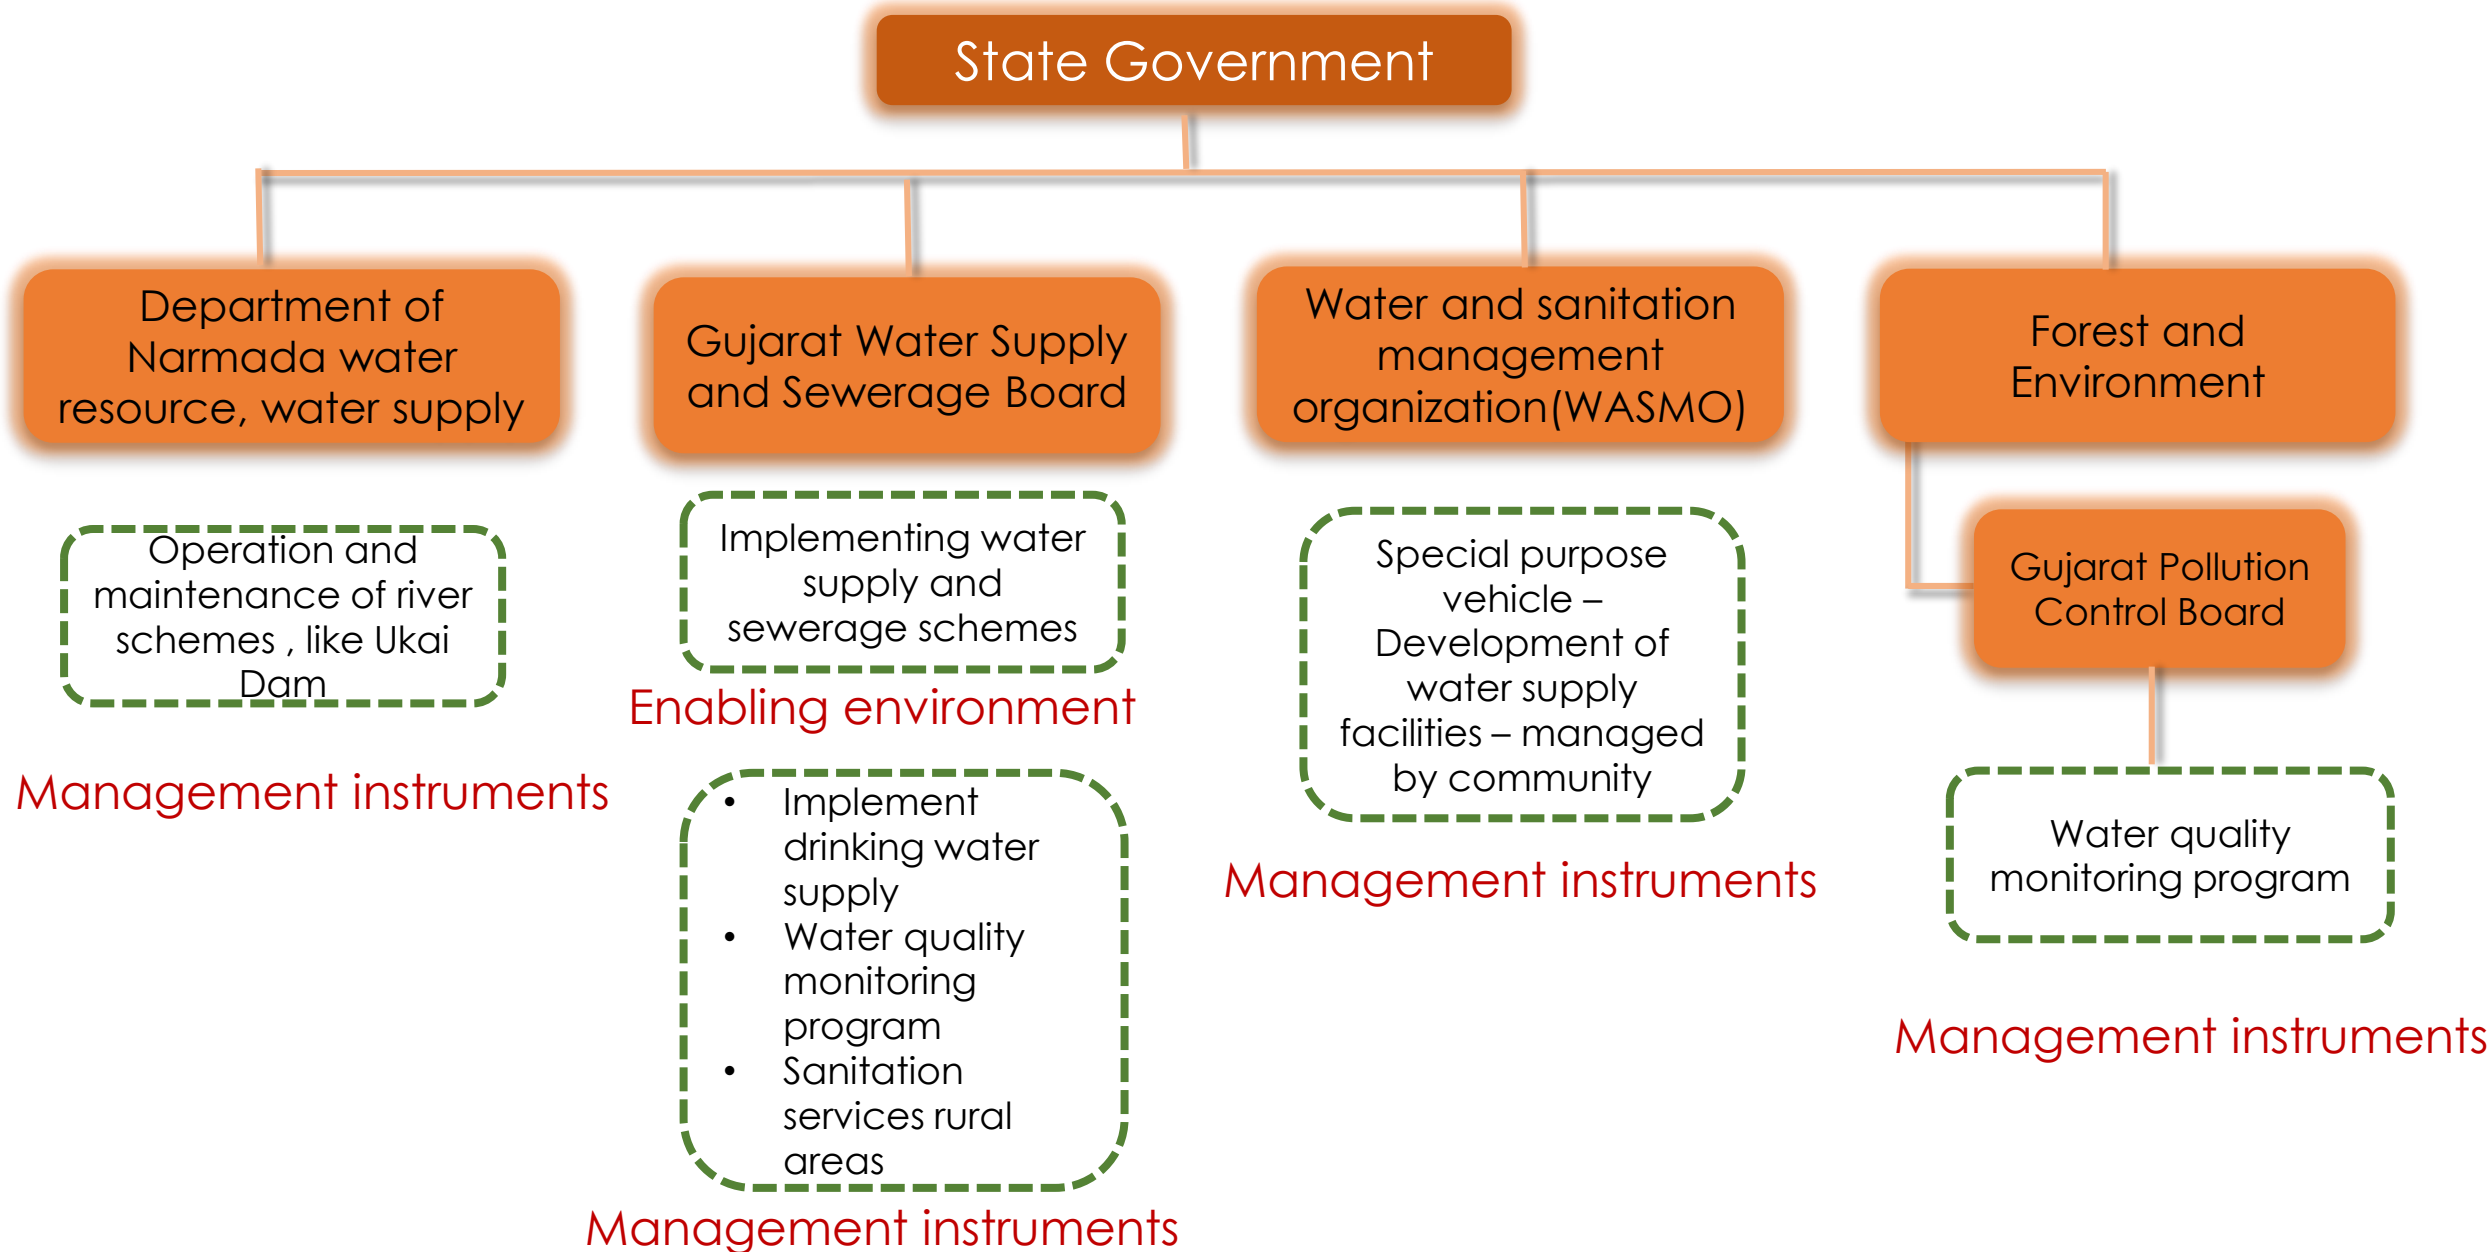 State Government
Department of
Narmada water
resource, water supply
Gujarat Water Supply
and Sewerage Board
Water and sanitation
management
organization(WASMO)
Forest and
Environment
Operation and
maintenance of river
schemes , like Ukai
Dam
Management instruments
Implementing water
supply and
sewerage schemes
Enabling environment
• Implement
drinking water
supply
• Water quality
monitoring
program
• Sanitation
services rural
areas
Management instruments
Special purpose
vehicle –
Development of
water supply
facilities – managed
by community
Management instruments
Gujarat Pollution
Control Board
Water quality
monitoring program
Management instruments